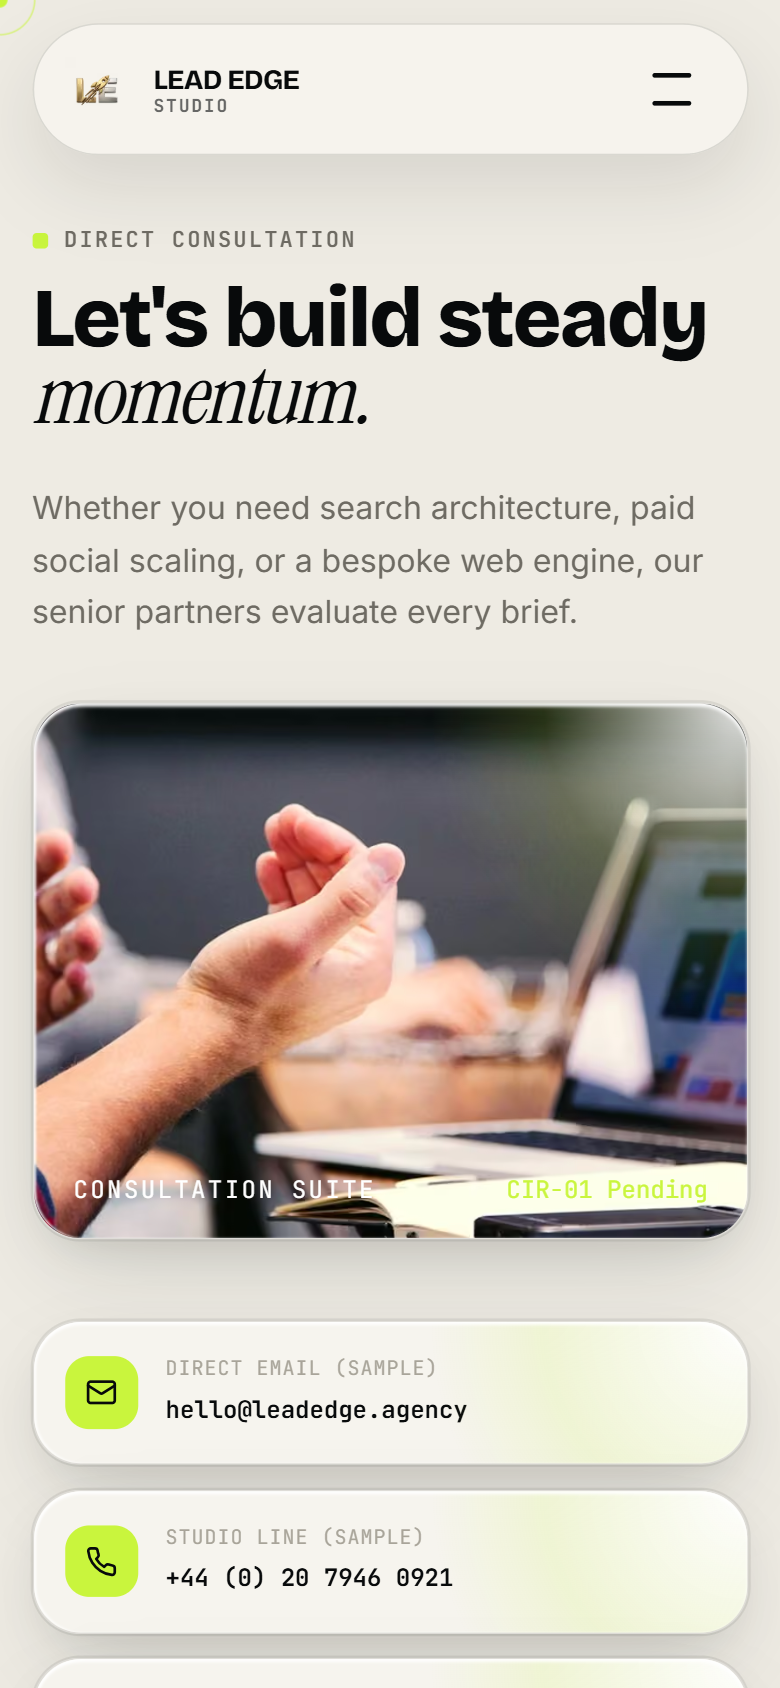 LE
LEAD EDGE
STUDIO
DIRECT CONSULTATION
Let's build steady
momentum.
Whether you need search architecture, paid
social scaling, or a bespoke web engine, our
senior partners evaluate every brief.
CONSULTATION SUITE
CIR-01 Pending
DIRECT EMAIL (SAMPLE)
hello@leadedge.agency
STUDIO LINE (SAMPLE)
+44 (0) 20 7946 0921